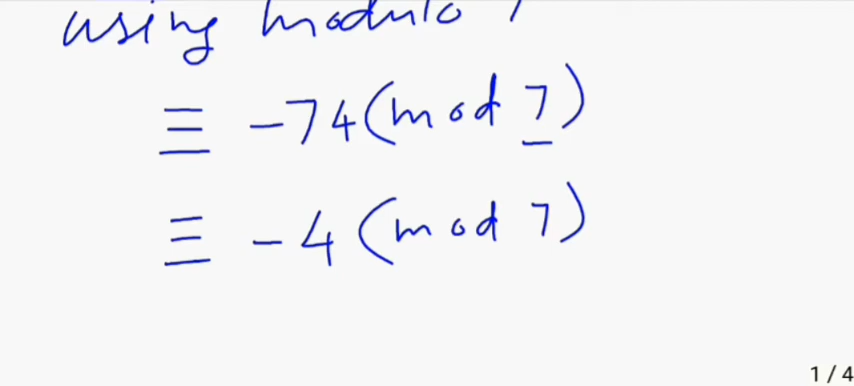 using modulo 7
≡ -74(mod 7)
≡ -4(mod 7)
1/4